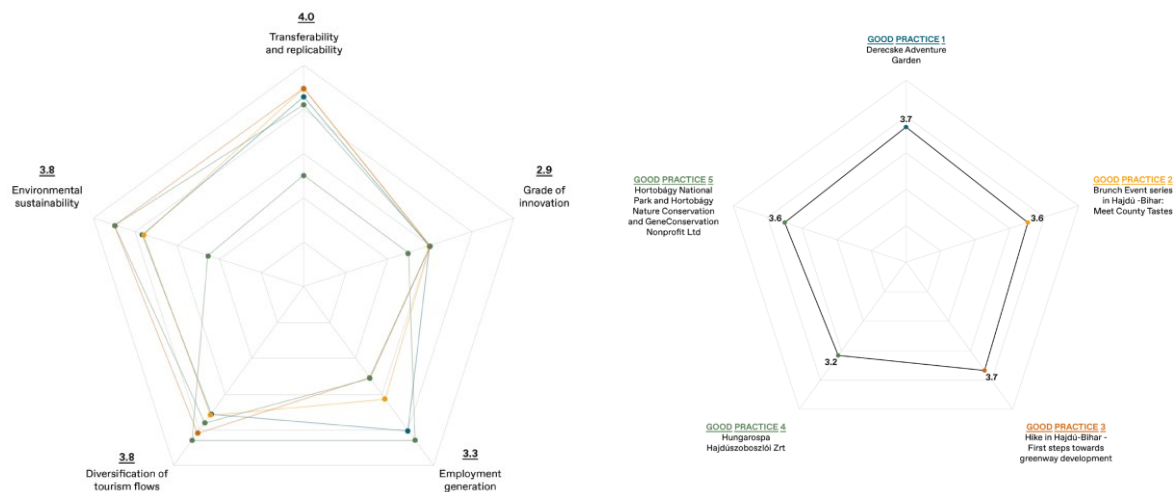 4.0
Transferability
and replicability
3.8
Environmental
sustainability
2.9
Grade of
innovation
3.8
Diversification of
tourism flows
3.3
Employment
generation
GOOD PRACTICE 1
Derecske Adventure
Garden
3.7
GOOD PRACTICE 5
Hortobágy National
Park and Hortobágy
Nature Conservation
and GeneConservation
Nonprofit Ltd
3.6
3.6
GOOD PRACTICE 2
Brunch Event series
in Hajdú -Bihar:
Meet County Tastes
3.2
3.7
GOOD PRACTICE 4
Hungarospa
Hajdúszoboszlói Zrt
GOOD PRACTICE 3
Hike in Hajdú-Bihar -
First steps towards
greenway development